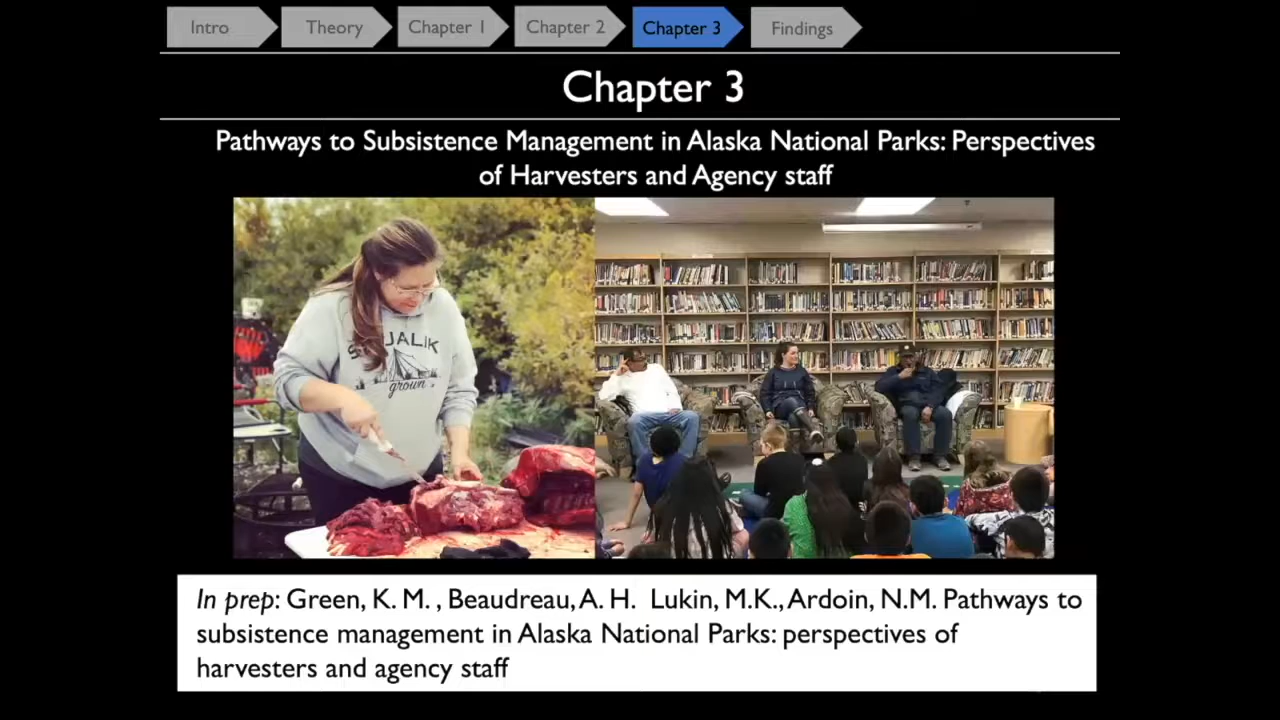 Intro
Theory
Chapter 1
Chapter 2
Chapter 3
Findings
Chapter 3
Pathways to Subsistence Management in Alaska National Parks: Perspectives
of Harvesters and Agency staff
grown
In prep: Green, K. M. , Beaudreau, A. H. Lukin, M.K., Ardoin, N.M. Pathways to
subsistence management in Alaska National Parks: perspectives of
harvesters and agency staff